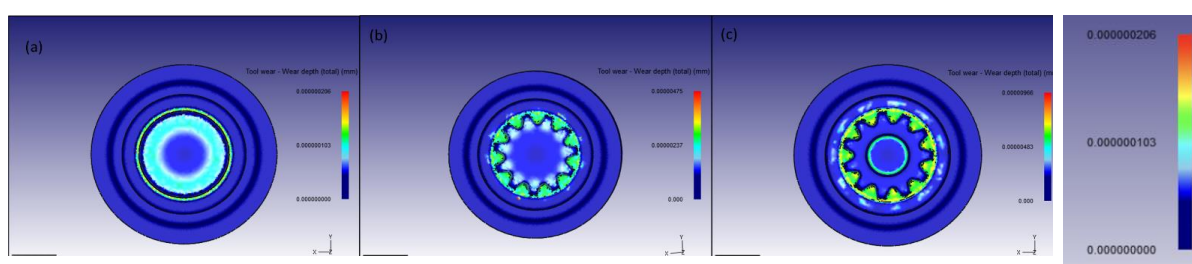 (a)
Tool wear - Wear depth (total) (mm)
0.000000206
0.000000103
0.000000000
Y
X Z
(b)
Tool wear - Wear depth (total) (mm)
0.00000475
0.00000237
0.000
Y
X Z
(c)
Tool wear - Wear depth (total) (m
0.00000966
0.00000483
0.000
Y
X Z
0.000000206
0.000000103
0.000000000